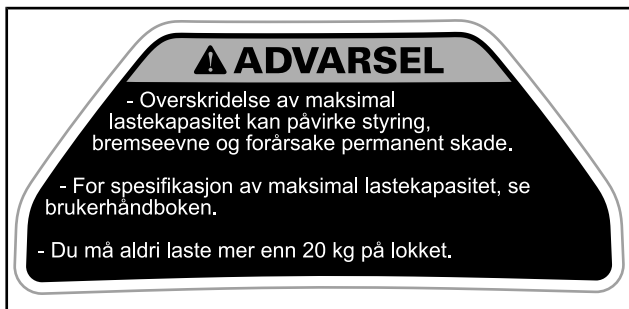 ADVARSEL
- Overskridelse av maksimal
lastekapasitet kan påvirke styring,
bremseevne og forårsake permanent skade.
- For spesifikasjon av maksimal lastekapasitet, se
brukerhåndboken.
- Du må aldri laste mer enn 20 kg på lokket.